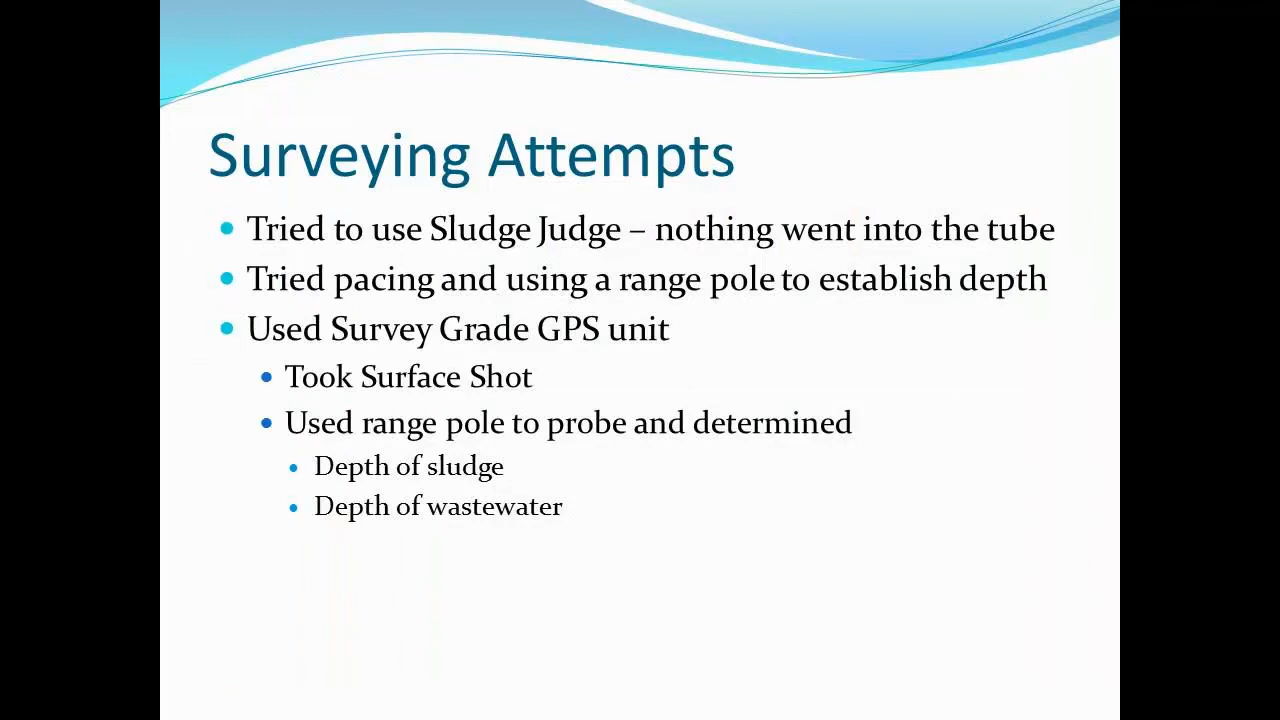 Surveying Attempts
• Tried to use Sludge Judge – nothing went into the tube
• Tried pacing and using a range pole to establish depth
• Used Survey Grade GPS unit
• Took Surface Shot
• Used range pole to probe and determined
• Depth of sludge
• Depth of wastewater